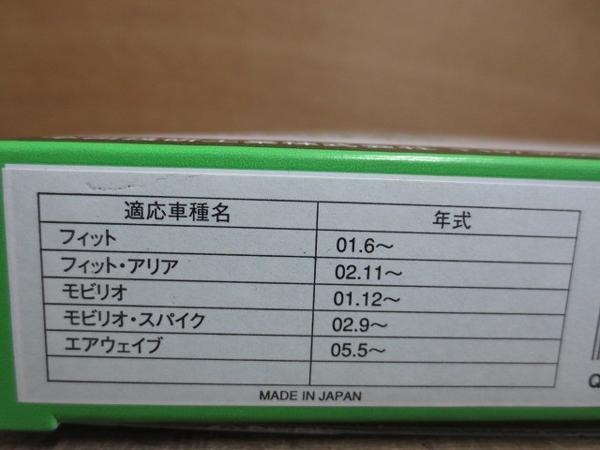 適応車種名 年式
フィット 01.6～
フィット・アリア 02.11～
モビリオ 01.12～
モビリオ・スパイク 02.9～
エアウェイブ 05.5～
MADE IN JAPAN
Q